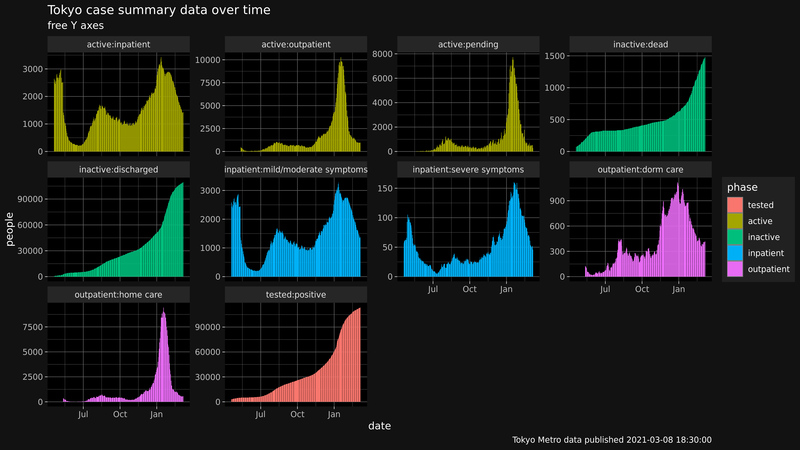 Tokyo case summary data over time
free Y axes
active:inpatient
active:outpatient
active:pending
inactive:dead
3000
2000
1000
0
10000
7500
5000
2500
0
8000
6000
4000
2000
0
1500
1000
500
0
inactive:discharged
inpatient:mild/moderate symptoms
inpatient:severe symptoms
outpatient:dorm care
90000
60000
30000
0
3000
2000
1000
0
150
100
50
0
900
600
300
0
Jul Oct Jan
Jul Oct Jan
outpatient:home care
tested:positive
7500
5000
2500
0
90000
60000
30000
0
Jul Oct Jan
Jul Oct Jan
people
date
phase
tested
active
inactive
inpatient
outpatient
Tokyo Metro data published 2021-03-08 18:30:00